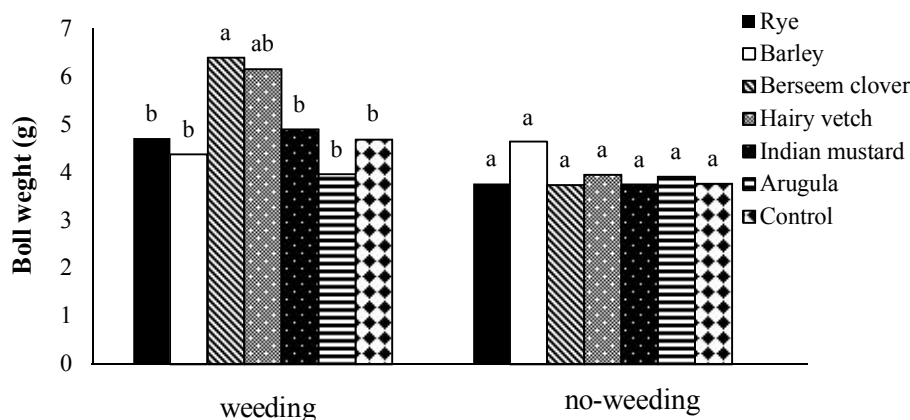 7
6
5
4
3
2
1
0
Boll weght (g)
b b a ab b b b
a a a a a a a
weeding no-weeding
Rye
Barley
Berseem clover
Hairy vetch
Indian mustard
Arugula
Control